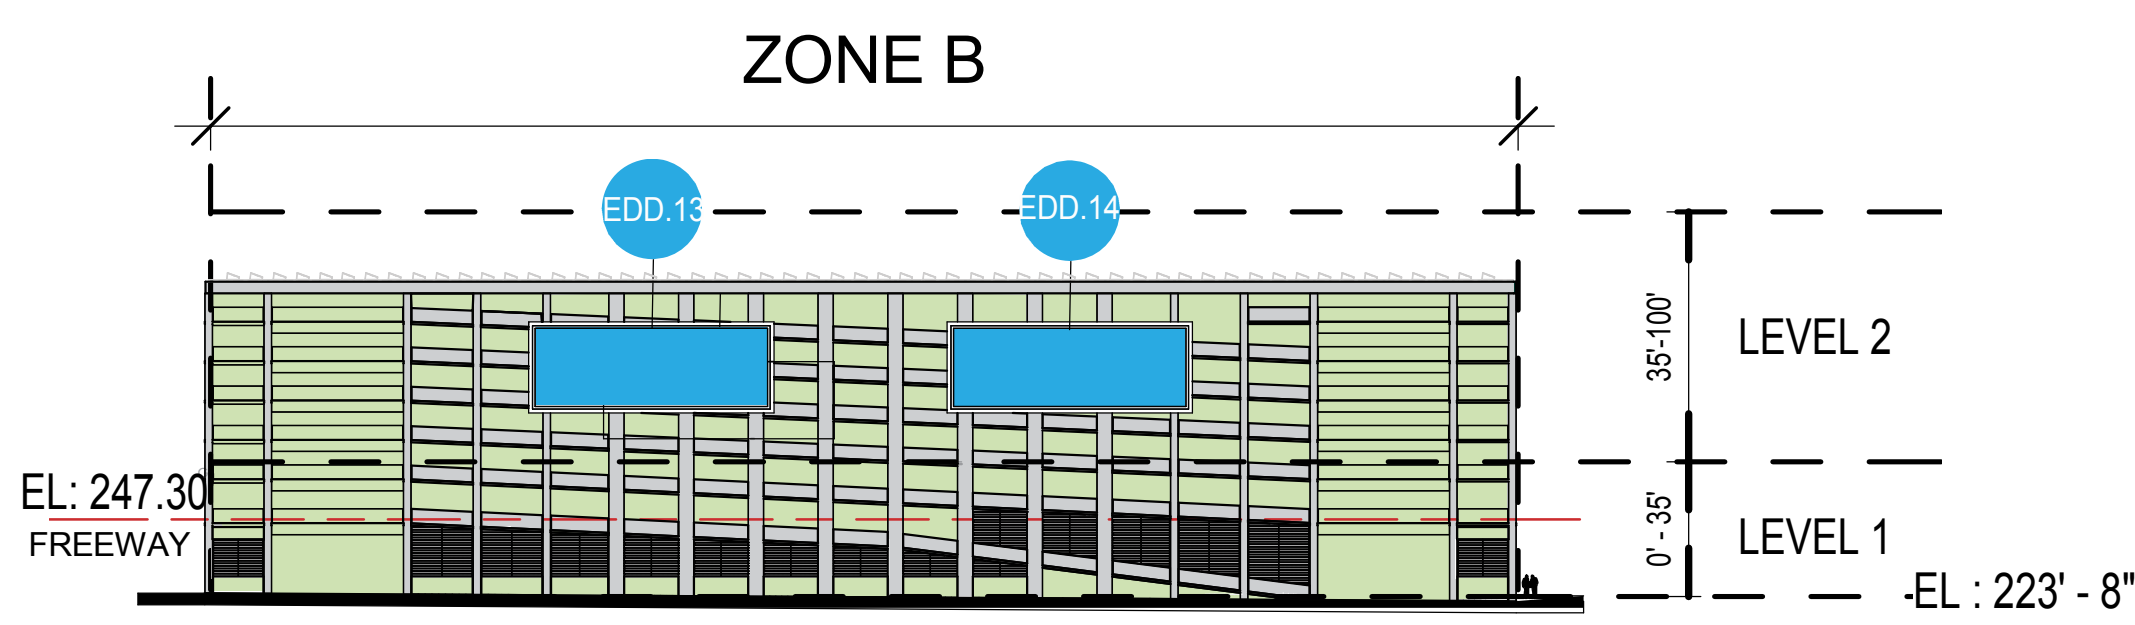 ZONE B
EDD.13
EDD.14
35'-100'
LEVEL 2
EL: 247.30
FREEWAY
0' - 35'
LEVEL 1
EL : 223' - 8"